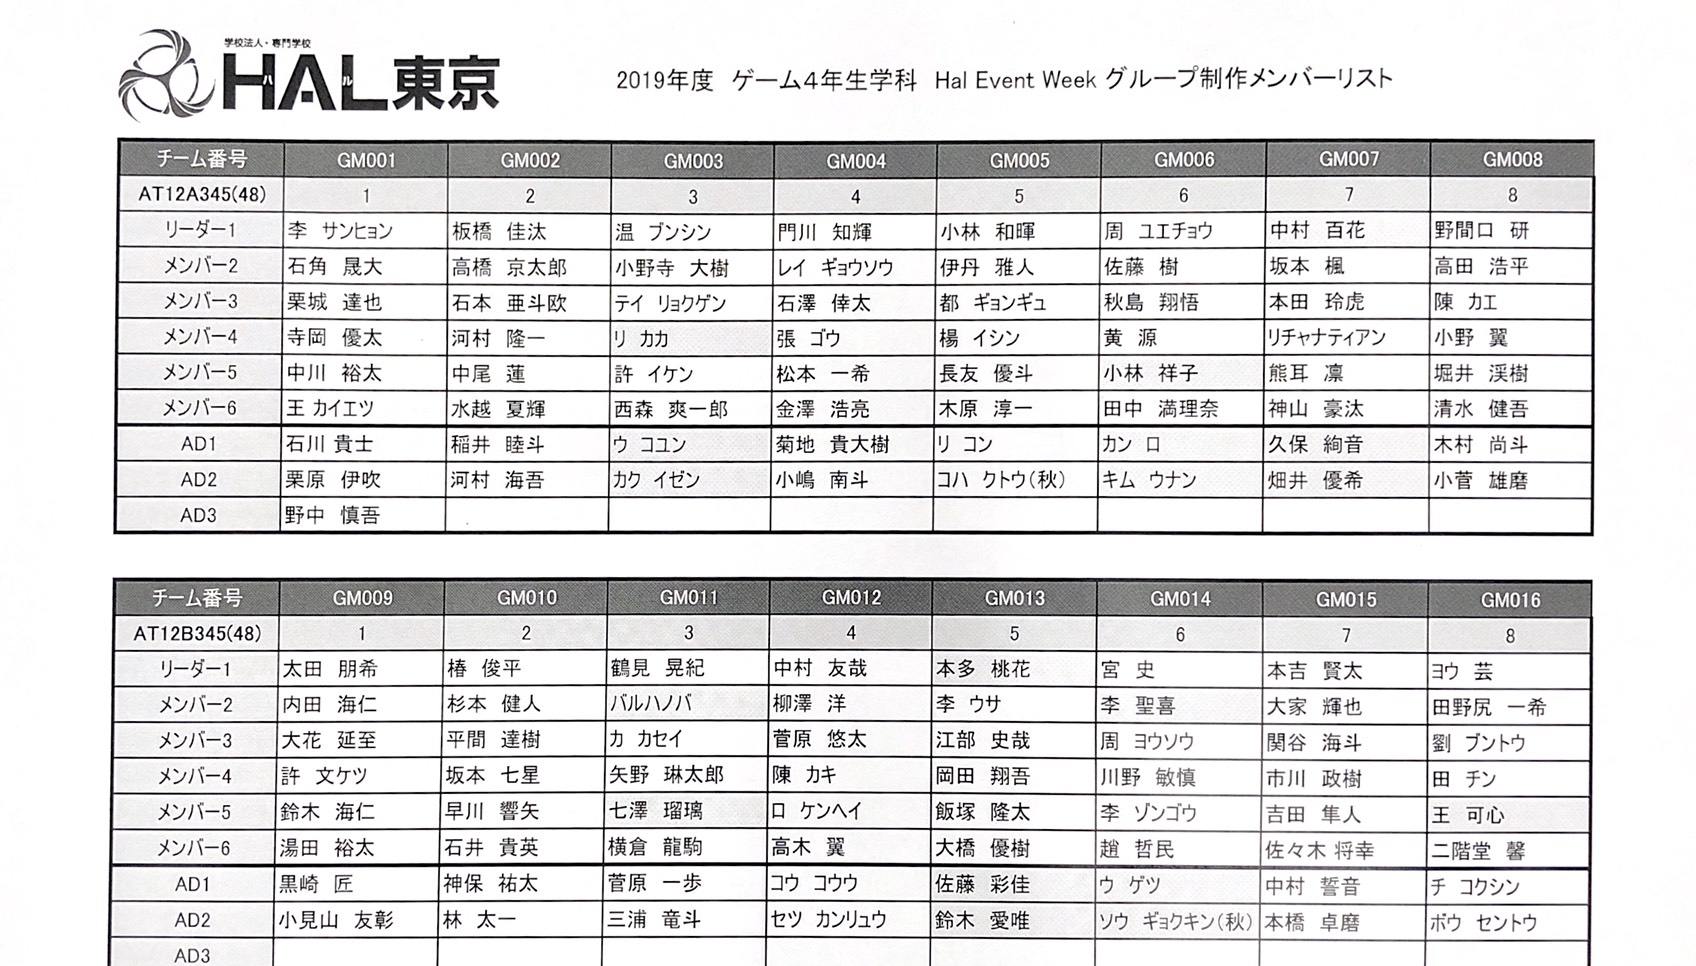 学校法人・専門学校
HAL東京
ハル
2019年度 ゲーム4年生学科 Hal Event Week グループ制作メンバーリスト
チーム番号 GM001 GM002 GM003 GM004 GM005 GM006 GM007 GM008
AT12A345(48) 1 2 3 4 5 6 7 8
リーダー1 李 サンヒョン 板橋 佳汰 温 ブンシン 門川 知輝 小林 和暉 周 ユエチョウ 中村 百花 野間口 研
メンバー2 石角 晟大 高橋 京太郎 小野寺 大樹 レイ ギョウソウ 伊丹 雅人 佐藤 樹 坂本 楓 高田 浩平
メンバー3 栗城 達也 石本 亜斗欧 テイ リョクゲン 石澤 倖太 都 ギョンギュ 秋島 翔悟 本田 玲虎 陳 カエ
メンバー4 寺岡 優太 河村 隆一 リ カカ 張 ゴウ 楊 イシン 黄 源 リチャナティアン 小野 翼
メンバー5 中川 裕太 中尾 蓮 許 イケン 松本 一希 長友 優斗 小林 祥子 熊耳 凛 堀井 渓樹
メンバー6 王 カイエツ 水越 夏輝 西森 爽一郎 金澤 浩亮 木原 淳一 田中 満理奈 神山 豪汰 清水 健吾
AD1 石川 貴士 稲井 睦斗 ウ コユン 菊地 貴大樹 リ コン カン ロ 久保 絢音 木村 尚斗
AD2 栗原 伊吹 河村 海吾 カク イゼン 小嶋 南斗 コハ クトウ(秋) キム ウナン 畑井 優希 小菅 雄磨
AD3 野中 慎吾
チーム番号 GM009 GM010 GM011 GM012 GM013 GM014 GM015 GM016
AT12B345(48) 1 2 3 4 5 6 7 8
リーダー1 太田 朋希 椿 俊平 鶴見 晃紀 中村 友哉 本多 桃花 宮 史 本吉 賢太 ヨウ 芸
メンバー2 内田 海仁 杉本 健人 バルハノバ 柳澤 洋 李 ウサ 李 聖喜 大家 輝也 田野尻 一希
メンバー3 大花 延至 平間 達樹 カ カセイ 菅原 悠太 江部 史哉 周 ヨウソウ 関谷 海斗 劉 ブントウ
メンバー4 許 文ケツ 坂本 七星 矢野 琳太郎 陳 カキ 岡田 翔吾 川野 敏慎 市川 政樹 田 チン
メンバー5 鈴木 海仁 早川 響矢 七澤 瑠璃 ロ ケンヘイ 飯塚 隆太 李 ゾンゴウ 吉田 隼人 王 可心
メンバー6 湯田 裕太 石井 貴英 横倉 龍駒 高木 翼 大橋 優樹 趙 哲民 佐々木 将幸 二階堂 馨
AD1 黒崎 匠 神保 祐太 菅原 一歩 コウ コウウ 佐藤 彩佳 ウ ゲツ 中村 誓音 チ コクシン
AD2 小見山 友彰 林 太一 三浦 竜斗 セツ カンリュウ 鈴木 愛唯 ソウ ギョクキン(秋) 本橋 卓磨 ボウ セントウ
AD3